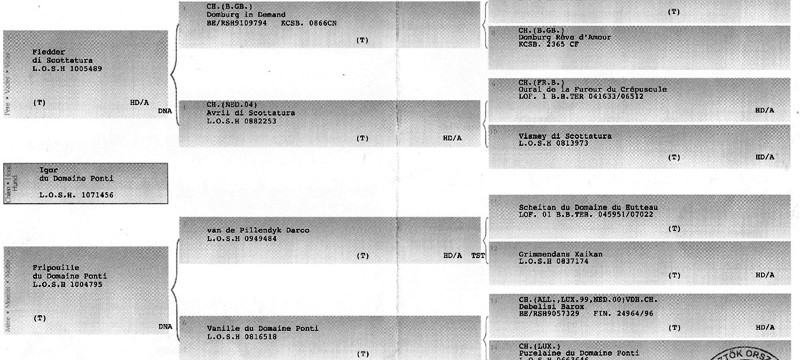 Fledder
di Scottatura
L.O.S.H 1005489
(T)
HD/A
DNA
Igor
du Domaine Ponti
L.O.S.H. 1071456
Fripouille
du Domaine Ponti
L.O.S.H 1004795
(T)
DNA
CH.(B.GB.)
Domburg in Demand
BE/RSH9109794 KCSB. 0866CN
(T)
CH.(NED.04)
Avril di Scottatura
L.O.S.H 0882253
(T)
HD/A
van de Pillendyk Darco
L.O.S.H 0949484
(T)
HD/A TST
Vanille du Domaine Ponti
L.O.S.H 0816518
(T)
HD/A
(T)
CH.(B.GB.)
Domburg Rêve d'Amour
KCSB. 2365 CF
CH.(FR.B.)
Oural de la Fureur du Crépuscule
LOF. 1 B.B.TER 041633/06512
HD/A
Vismey di Scottatura
L.O.S.H 0813973
(T)
HD/A
Scheitan du Domaine du Hutteau
LOF. 01 B.B.TER. 045951/07022
(T)
Grimmendans Xaikan
L.O.S.H 0837174
(T)
HD/A
CH.(ALL.,LUX.99,NED.00)VDB.CH.
Debelisi Barox
BE/RSH9057329 FIN. 24964/96
(T)
HD/A
CH.(LUX.)
Purelaine du Domaine Ponti